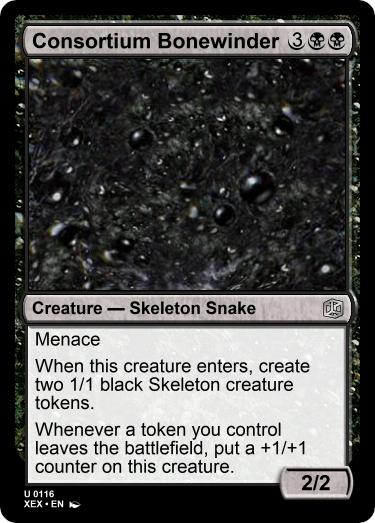 Consortium Bonewinder 3
Creature — Skeleton Snake
Menace
When this creature enters, create
two 1/1 black Skeleton creature
tokens.
Whenever a token you control
leaves the battlefield, put a +1/+1
counter on this creature.
2/2
U 0116
XEX • EN